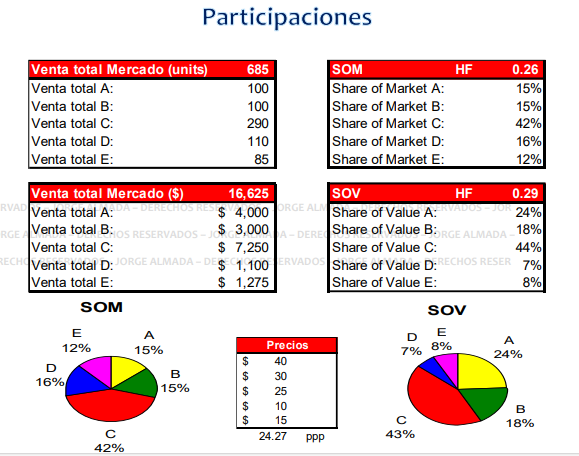 Participaciones
Venta total Mercado (units) 685
Venta total A: 100
Venta total B: 100
Venta total C: 290
Venta total D: 110
Venta total E: 85
SOM HF 0.26
Share of Market A: 15%
Share of Market B: 15%
Share of Market C: 42%
Share of Market D: 16%
Share of Market E: 12%
Venta total Mercado ($) 16,625
Venta total A: $ 4,000
Venta total B: $ 3,000
Venta total C: $ 7,250
Venta total D: $ 1,100
Venta total E: $ 1,275
SOV HF 0.29
Share of Value A: 24%
Share of Value B: 18%
Share of Value C: 44%
Share of Value D: 7%
Share of Value E: 8%
SOM
E
12%
A
15%
D
16%
B
15%
C
42%
Precios
$ 40
$ 30
$ 25
$ 10
$ 15
24.27 ppp
SOV
D
7%
E
8%
A
24%
C
43%
B
18%